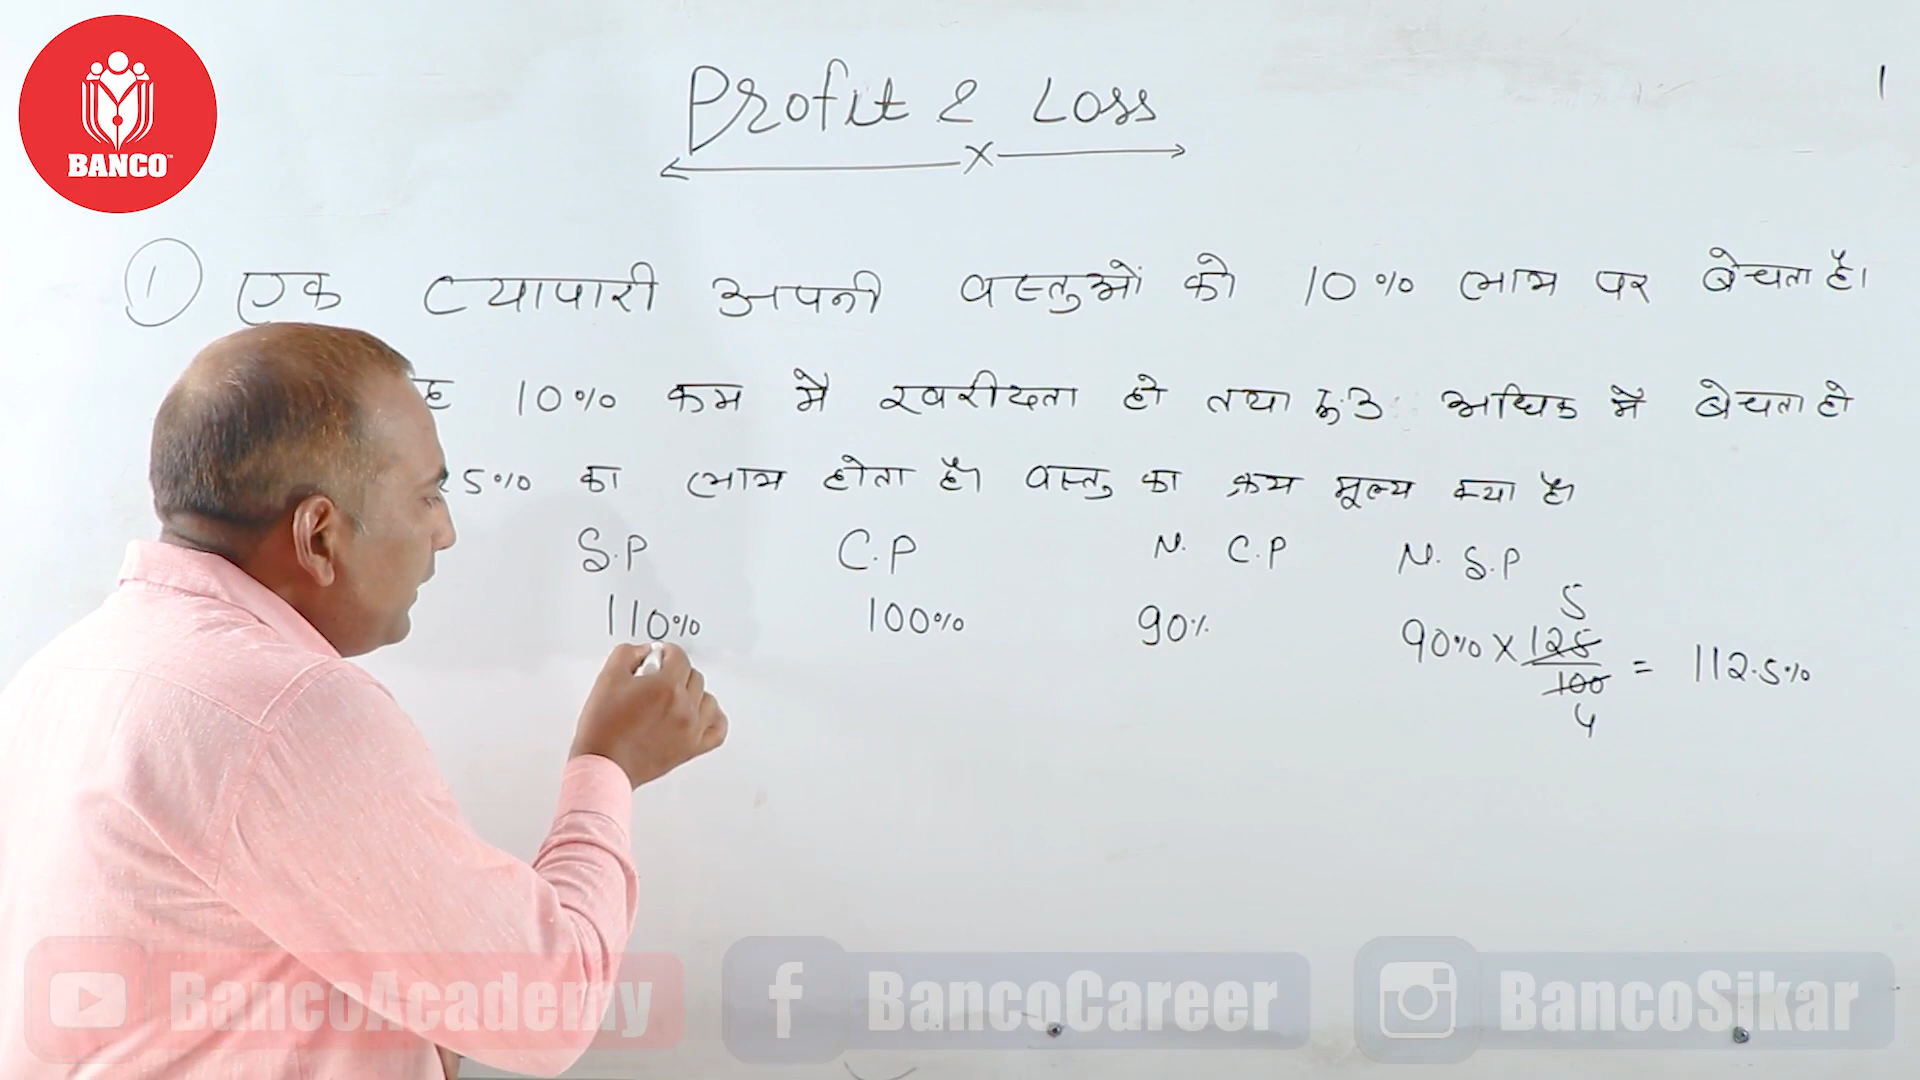 BANCO
Profit & Loss
1
1 एक व्यापारी अपनी वस्तुओं को 10% लाभ पर बेचता है।
10% कम में खरीदता हो तथा रु.3 अधिक में बेचता हो
25% का लाभ होता है। वस्तु का क्रय मूल्य क्या है।
S.P C.P N. C.P N. S.P
110% 100% 90% 90% × 125/100 = 112.5%
5
4
BancoAcademy BancoCareer BancoSikar